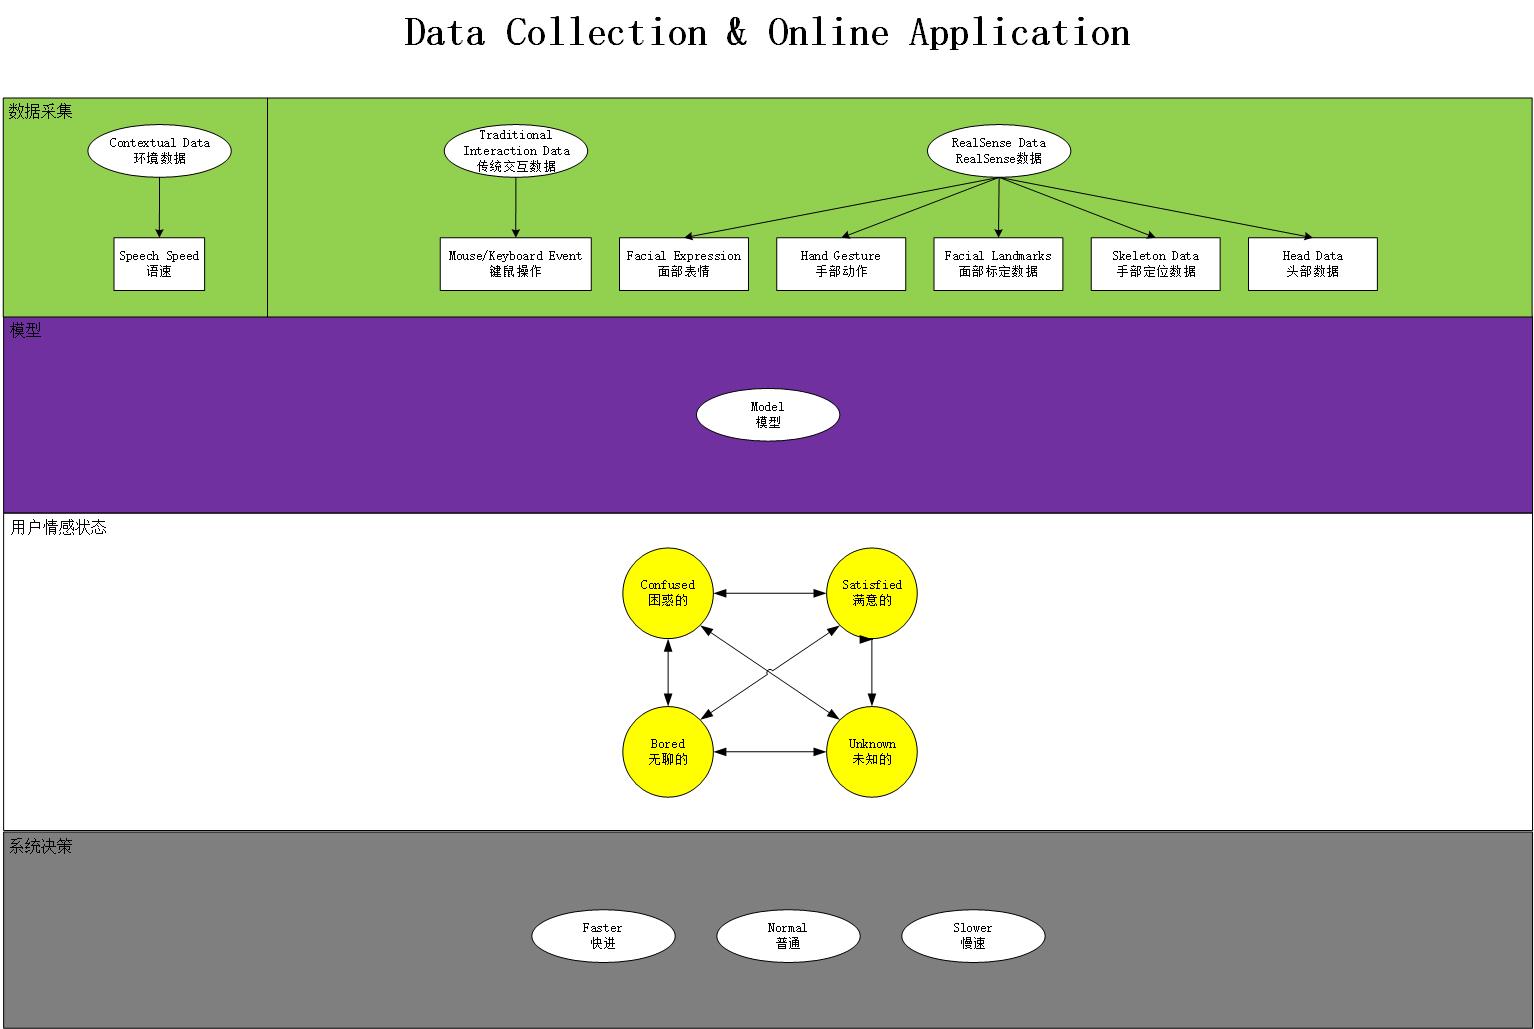 Data Collection & Online Application
数据采集
Contextual Data
环境数据
Traditional
Interaction Data
传统交互数据
RealSense Data
RealSense数据
Speech Speed
语速
Mouse/Keyboard Event
键鼠操作
Facial Expression
面部表情
Hand Gesture
手部动作
Facial Landmarks
面部标定数据
Skeleton Data
手部定位数据
Head Data
头部数据
模型
Model
模型
用户情感状态
Confused
困惑的
Satisfied
满意的
Bored
无聊的
Unknown
未知的
系统决策
Faster
快进
Normal
普通
Slower
慢速